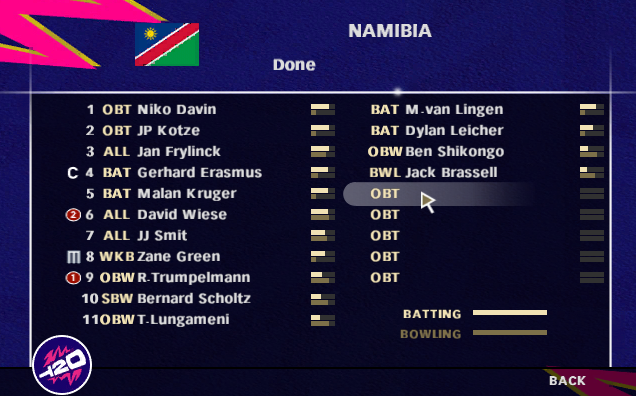 NAMIBIA
Done
1 OBT Niko Davin
2 OBT JP Kotze
3 ALL Jan Frylinck
C 4 BAT Gerhard Erasmus
5 BAT Malan Kruger
2 6 ALL David Wiese
7 ALL JJ Smit
8 WKB Zane Green
1 9 OBW R.Trumpelmann
10 SBW Bernard Scholtz
11 OBW T.Lungameni
BAT M.van Lingen
BAT Dylan Leicher
OBW Ben Shikongo
BWL Jack Brassell
OBT
OBT
OBT
OBT
OBT
BATTING
BOWLING
T20
BACK